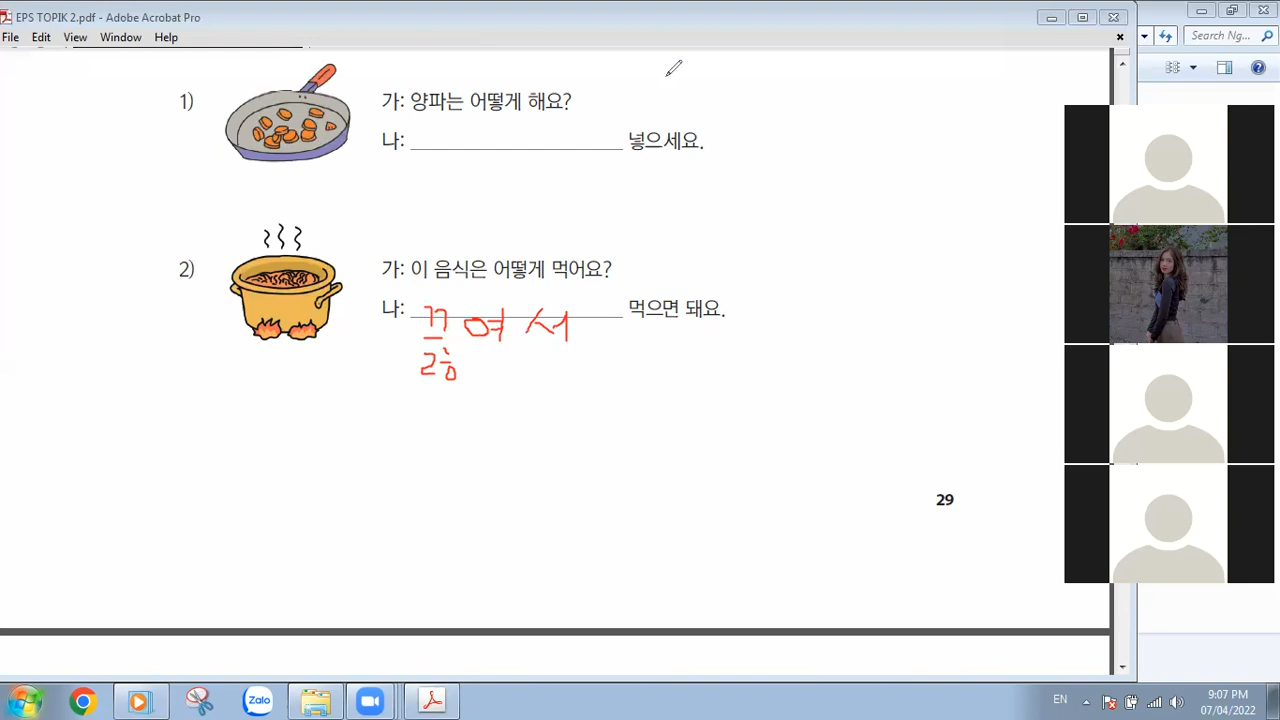 EPS TOPIK 2.pdf - Adobe Acrobat Pro
File Edit View Window Help
Search Ng...
1)
가: 양파는 어떻게 해요?
나: ____________________ 넣으세요.
2)
가: 이 음식은 어떻게 먹어요?
나: ____________________ 먹으면 돼요.
여 서
29
Zalo
EN
9:07 PM
07/04/2022